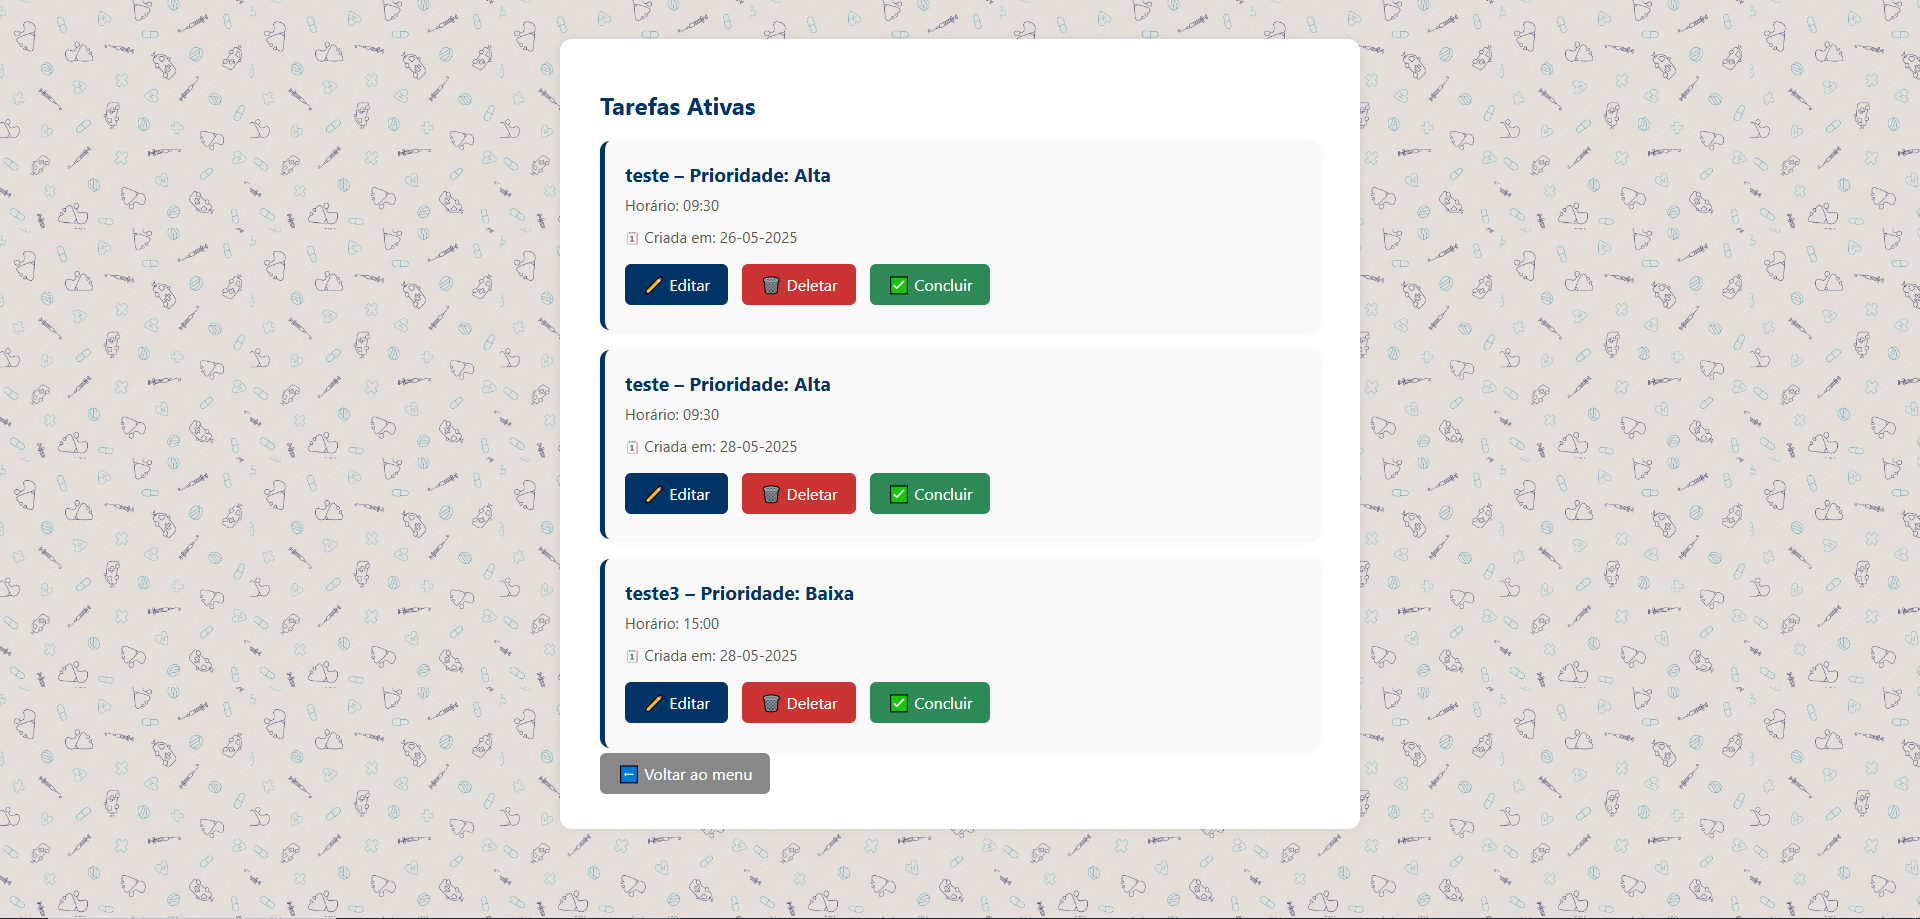 Tarefas Ativas
teste – Prioridade: Alta
Horário: 09:30
Criada em: 26-05-2025
Editar
Deletar
Concluir
teste – Prioridade: Alta
Horário: 09:30
Criada em: 28-05-2025
Editar
Deletar
Concluir
teste3 – Prioridade: Baixa
Horário: 15:00
Criada em: 28-05-2025
Editar
Deletar
Concluir
Voltar ao menu